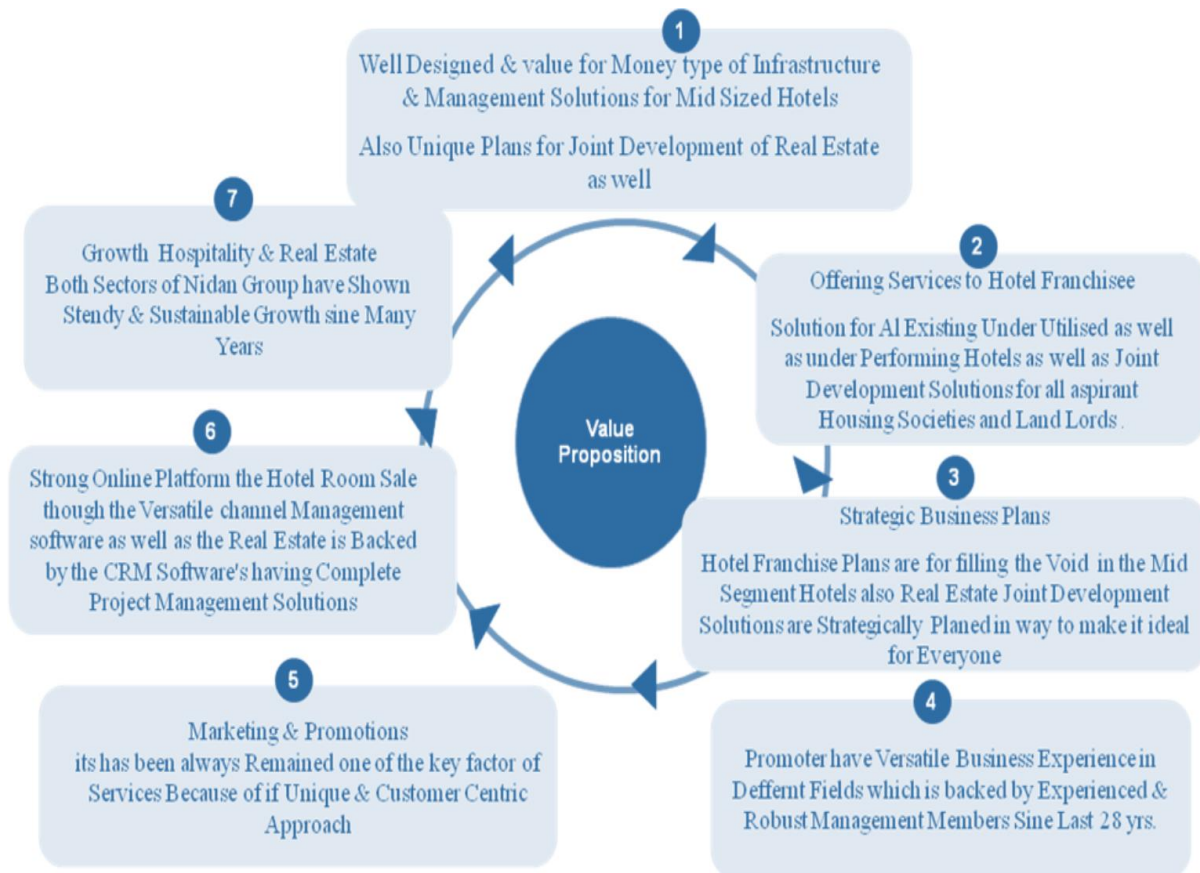 1
Well Designed & value for Money type of Infrastructure
& Management Solutions for Mid Sized Hotels
Also Unique Plans for Joint Development of Real Estate
as well
2
Offering Services to Hotel Franchisee
Solution for Al Existing Under Utilised as well
as under Performing Hotels as well as Joint
Development Solutions for all aspirant
Housing Societies and Land Lords .
3
Strategic Business Plans
Hotel Franchise Plans are for filling the Void in the Mid
Segment Hotels also Real Estate Joint Development
Solutions are Strategically Planed in way to make it ideal
for Everyone
4
Promoter have Versatile Business Experience in
Deffernt Fields which is backed by Experienced &
Robust Management Members Sine Last 28 yrs.
5
Marketing & Promotions
its has been always Remained one of the key factor of
Services Because of if Unique & Customer Centric
Approach
6
Strong Online Platform the Hotel Room Sale
though the Versatile channel Management
software as well as the Real Estate is Backed
by the CRM Software's having Complete
Project Management Solutions
7
Growth Hospitality & Real Estate
Both Sectors of Nidan Group have Shown
Stendy & Sustainable Growth sine Many
Years
Value
Proposition